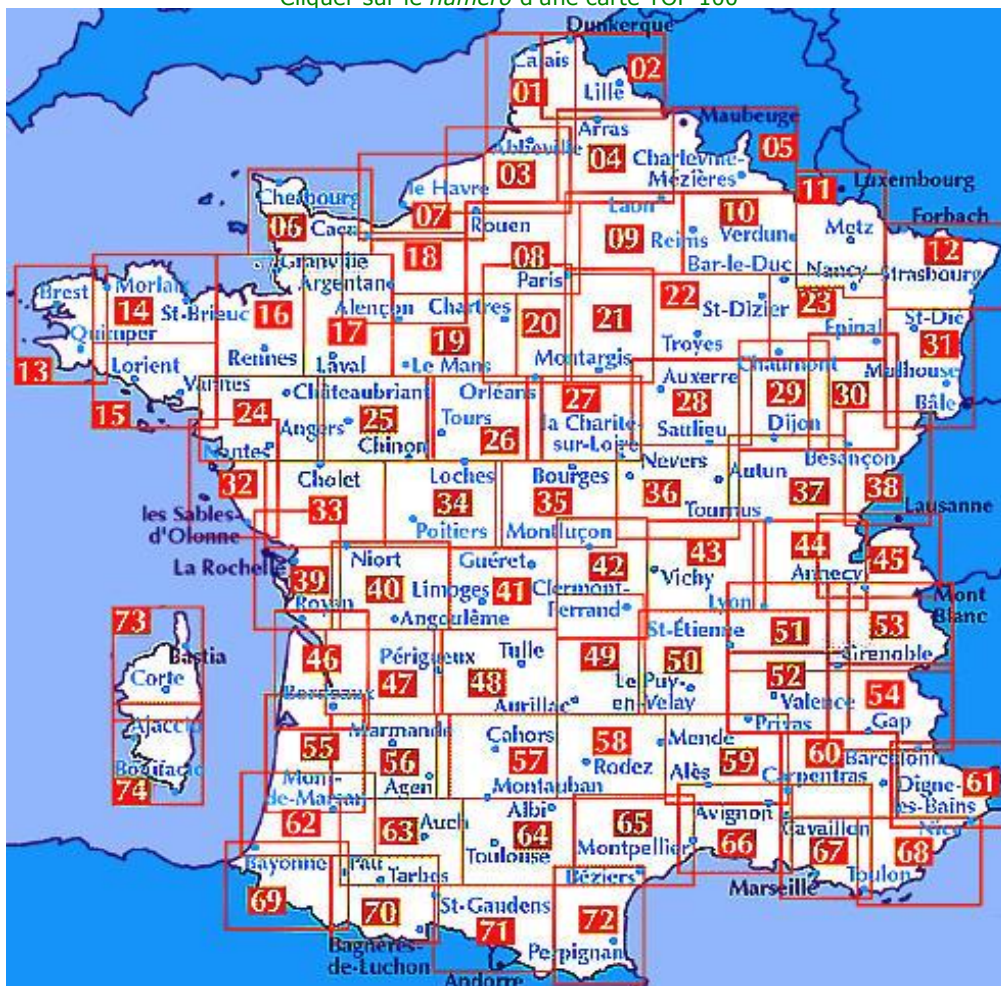 Cliquer sur le numéro d'une carte TOP 100
Dunkerque
Calais
02
01
Lille
Maubeuge
Arras
05
Abbeville
04
Charleville-
Mézières
03
11
Luxembourg
le Havre
Cherbourg
07
Rouen
Laon
10
Forbach
06
Caen
18
08
09
Reims
Verdun
Metz
12
Granville
Paris
Bar-le-Duc
Nancy
Strasbourg
Brest
Morlaix
14
St-Brieuc
16
Argentan
Alençon
17
Chartres
20
21
22
St-Dizier
23
Épinal
St-Dié
31
Quimper
13
Lorient
Rennes
Laval
19
Le Mans
Montargis
Troyes
Chaumont
Mulhouse
Vannes
15
Châteaubriant
Orléans
27
Auxerre
28
29
30
Bâle
24
Angers
25
Chinon
Tours
26
la Charité-
sur-Loire
Saulieu
Dijon
Besançon
Nantes
32
Cholet
Loches
Bourges
Nevers
Autun
37
38
33
34
35
36
Tournus
Lausanne
les Sables-
d'Olonne
Poitiers
Montluçon
La Rochelle
Niort
Guéret
42
43
44
45
39
40
Limoges
41
Clermont-
Ferrand
Vichy
Annecy
Royan
Angoulême
Lyon
Mont
Blanc
73
Bastia
Corte
46
Périgueux
47
Tulle
48
49
St-Étienne
50
51
53
Grenoble
Bordeaux
Aurillac
Le Puy-
en-Velay
52
Valence
54
Ajaccio
Marmande
Cahors
58
Mende
Privas
Gap
55
56
57
Rodez
59
60
Barcelonn
Bonifacio
74
Mont-
de-Marsan
Agen
Montauban
Alès
Carpentras
Digne-
les-Bains
61
62
63
Auch
Albi
64
65
Avignon
Cavaillon
Nice
Toulouse
Montpellier
66
67
68
Bayonne
Pau
Tarbes
Béziers
Marseille
Toulon
69
70
St-Gaudens
71
72
Bagnères-
de-Luchon
Perpignan
Andorre